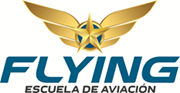 FLYING
ESCUELA DE AVIACIÓN